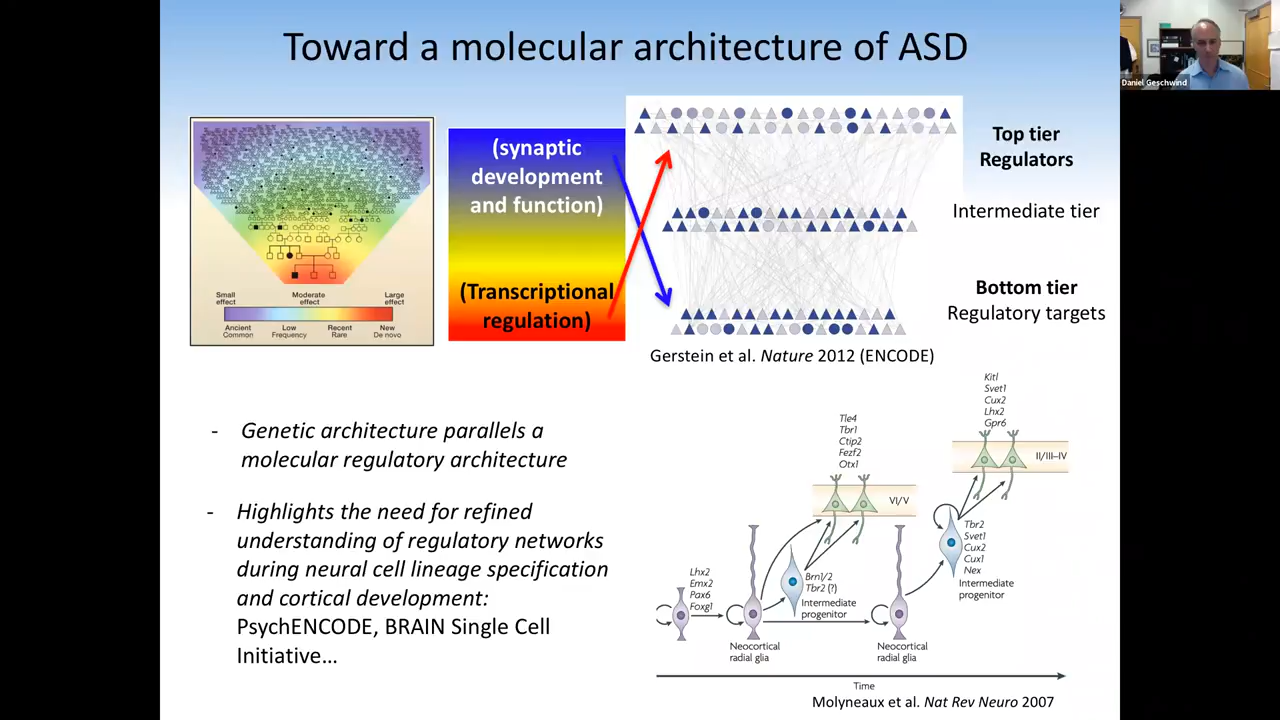 Toward a molecular architecture of ASD
Daniel Geschwind
Small effect
Moderate effect
Large effect
Ancient Common
Low Frequency
Recent Rare
New De novo
(synaptic
development
and function)
(Transcriptional
regulation)
Top tier
Regulators
Intermediate tier
Bottom tier
Regulatory targets
Gerstein et al. Nature 2012 (ENCODE)
- Genetic architecture parallels a
molecular regulatory architecture
- Highlights the need for refined
understanding of regulatory networks
during neural cell lineage specification
and cortical development:
PsychENCODE, BRAIN Single Cell
Initiative…
Kitl
Svet1
Cux2
Lhx2
Gpr6
II/III–IV
Tle4
Tbr1
Ctip2
Fezf2
Otx1
VI/V
Tbr2
Svet1
Cux2
Cux1
Nex
Intermediate
progenitor
Lhx2
Emx2
Pax6
Foxg1
Brn1/2
Tbr2 (?)
Intermediate
progenitor
Neocortical
radial glia
Neocortical
radial glia
Time
Molyneaux et al. Nat Rev Neuro 2007